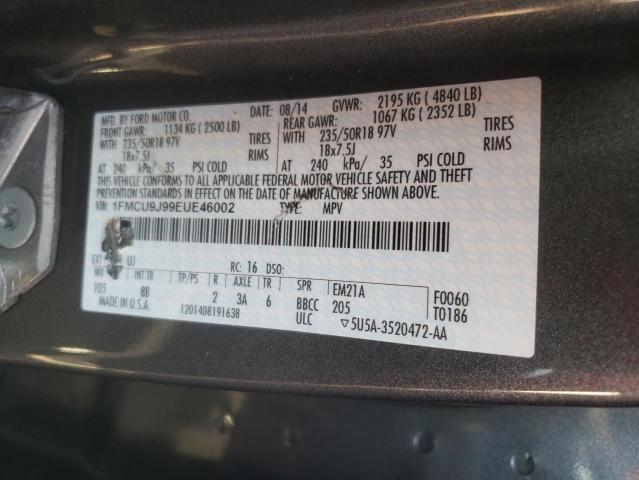 MFD. BY FORD MOTOR CO. DATE: 08/14 GVWR: 2195 KG ( 4840 LB)
FRONT GAWR: 1134 KG ( 2500 LB) REAR GAWR: 1067 KG ( 2352 LB)
WITH 235/50R18 97V TIRES WITH 235/50R18 97V TIRES
18x7.5J RIMS 18x7.5J RIMS
AT 240 kPa/ 35 PSI COLD AT 240 kPa/ 35 PSI COLD
THIS VEHICLE CONFORMS TO ALL APPLICABLE FEDERAL MOTOR VEHICLE SAFETY AND THEFT
PREVENTION STANDARDS IN EFFECT ON THE DATE OF MANUFACTURE SHOWN ABOVE.
VIN: 1FMCU9J99EUE46002 TYPE: MPV
EXT UJ RC: 16 DSO:
WB INT TR TP/PS R AXLE TR SPR EM21A F0060
105 8B 2 3A 6 BBCC 205 T0186
MADE IN U.S.A. 1201408191638 ULC ▽5U5A-3520472-AA